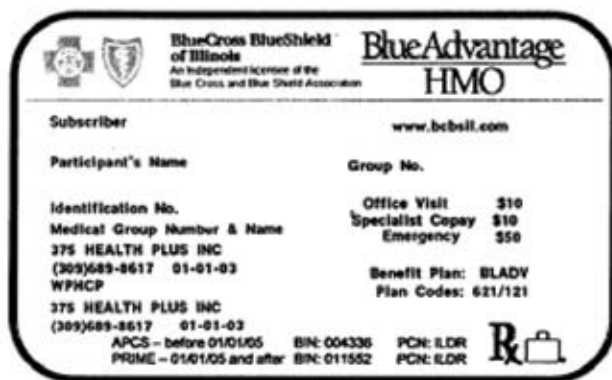 BlueCross BlueShield
of Illinois
An Independent licensee of the
Blue Cross and Blue Shield Association
BlueAdvantage
HMO
Subscriber
www.bcbsil.com
Participant's Name
Group No.
Identification No.
Office Visit $10
Specialist Copay $10
Emergency $50
Medical Group Number & Name
375 HEALTH PLUS INC
(309)689-8617 01-01-03
WPHCP
Benefit Plan: BLADV
Plan Codes: 621/121
375 HEALTH PLUS INC
(309)689-8617 01-01-03
APCS – before 01/01/05 BIN: 004336 PCN: ILDR
PRIME – 01/01/05 and after BIN: 011552 PCN: ILDR
Rx